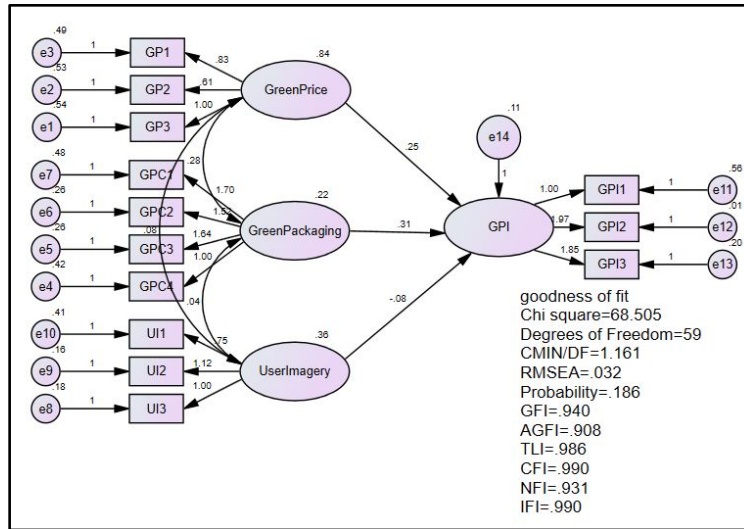 .49
e3 1 GP1
.83
.53
e2 1 GP2
.61
.54
e1 1 GP3
1.00
.84
GreenPrice
.48
e7 1 GPC1
.28
1.70
.26
e6 1 GPC2
.26
e5 1 GPC3
.08
1.64
.42
e4 1 GPC4
1.00
.22
GreenPackaging
.04
.41
e10 1 UI1
.75
.16
e9 1 UI2
1.12
.18
e8 1 UI3
1.00
.36
UserImagery
.25
.31
-.08
.11
e14
1
GPI
1.00 GPI1 1 .56
e11
1.97 GPI2 1 .01
e12
1.85 GPI3 1 .20
e13
goodness of fit
Chi square=68.505
Degrees of Freedom=59
CMIN/DF=1.161
RMSEA=.032
Probability=.186
GFI=.940
AGFI=.908
TLI=.986
CFI=.990
NFI=.931
IFI=.990